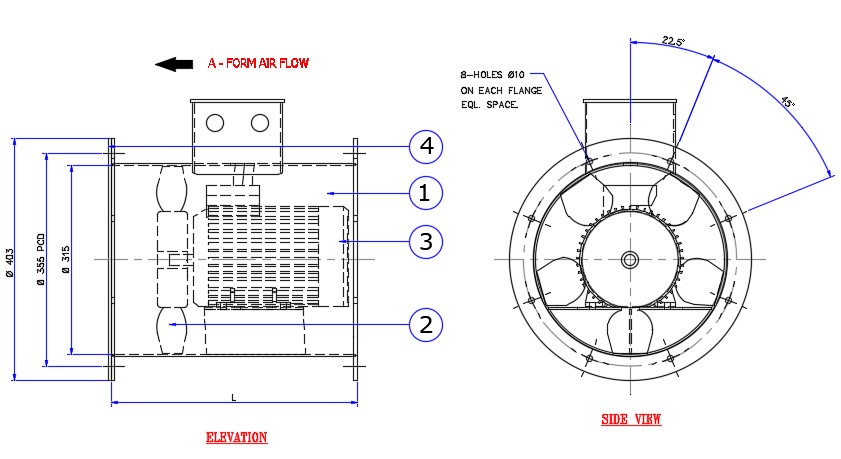 A - FORM AIR FLOW
22.5°
8-HOLES Ø10
ON EACH FLANGE
EQL. SPACE.
45°
4
1
3
2
Ø 403
Ø 355 PCD
Ø 315
L
ELEVATION
SIDE VIEW